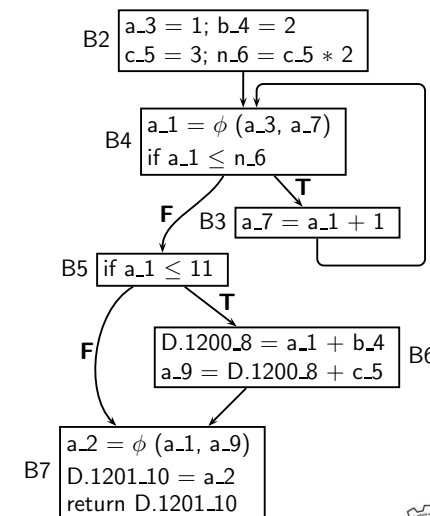 B2
a_3 = 1; b_4 = 2
c_5 = 3; n_6 = c_5 * 2
B4
a_1 = ϕ (a_3, a_7)
if a_1 ≤ n_6
F
T
B3
a_7 = a_1 + 1
B5
if a_1 ≤ 11
F
T
D.1200_8 = a_1 + b_4
a_9 = D.1200_8 + c_5
B6
B7
a_2 = ϕ (a_1, a_9)
D.1201_10 = a_2
return D.1201_10